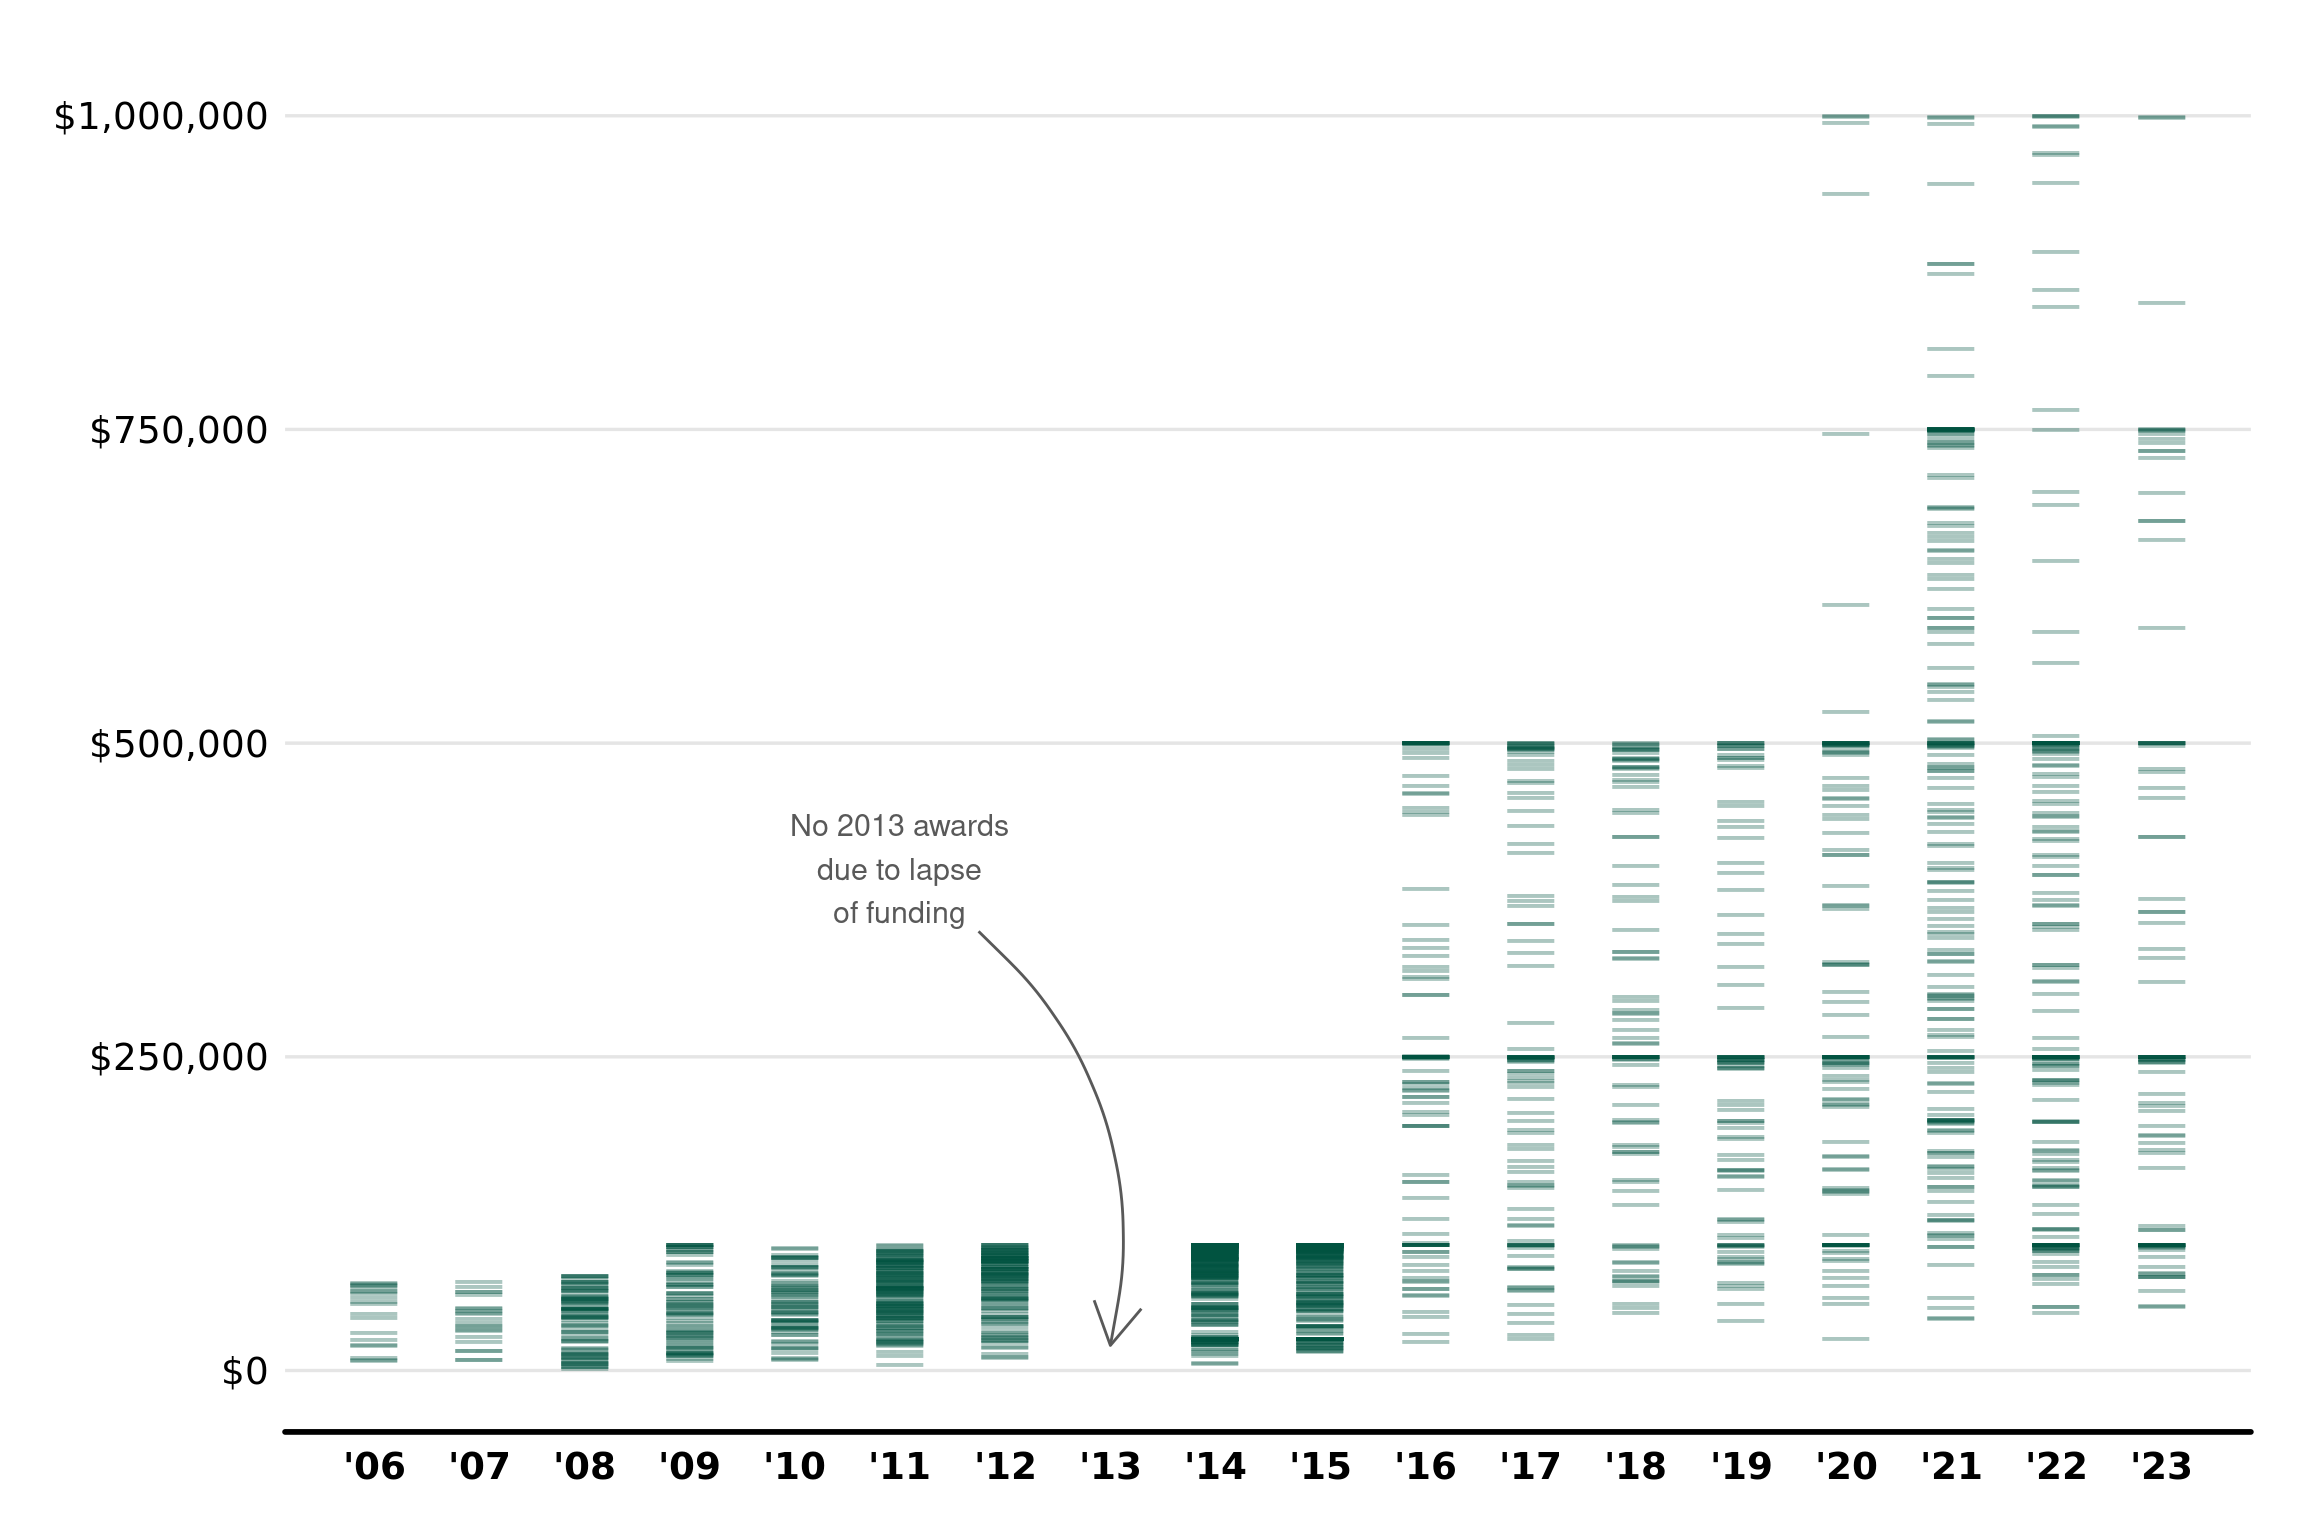 $1,000,000
$750,000
$500,000
No 2013 awards
due to lapse
of funding
$250,000
$0
'06 '07 '08 '09 '10 '11 '12 '13 '14 '15 '16 '17 '18 '19 '20 '21 '22 '23